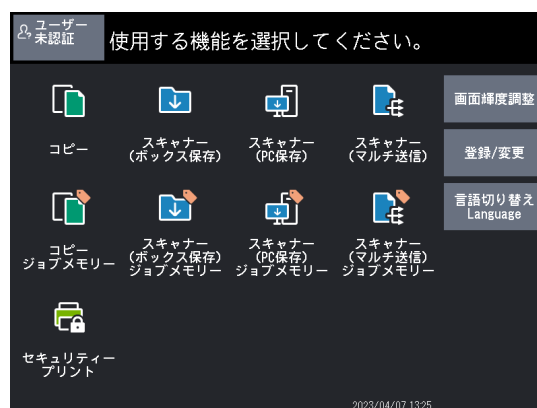 ユーザー
未認証
使用する機能を選択してください。
コピー
スキャナー
(ボックス保存)
スキャナー
(PC保存)
スキャナー
(マルチ送信)
画面輝度調整
登録/変更
言語切り替え
Language
コピー
ジョブメモリー
スキャナー
(ボックス保存)
ジョブメモリー
スキャナー
(PC保存)
ジョブメモリー
スキャナー
(マルチ送信)
ジョブメモリー
セキュリティー
プリント
2023/04/07 13:25